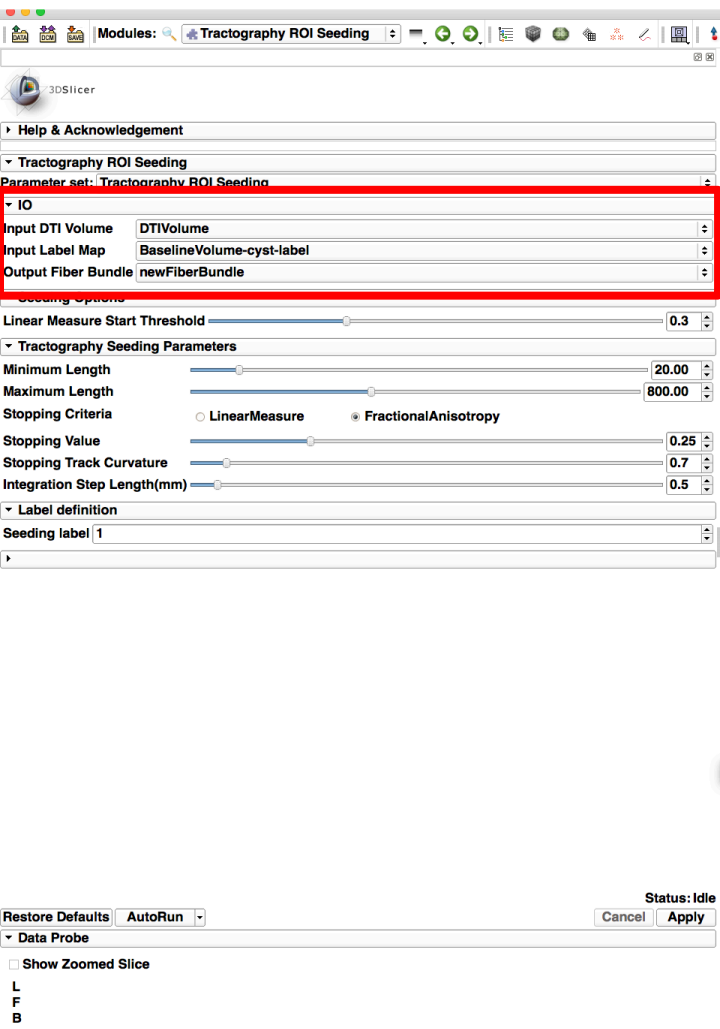 DATA DCM SAVE Modules: Tractography ROI Seeding
3DSlicer
Help & Acknowledgement
Tractography ROI Seeding
Parameter set: Tractography ROI Seeding
IO
Input DTI Volume DTIVolume
Input Label Map BaselineVolume-cyst-label
Output Fiber Bundle newFiberBundle
Seeding Options
Linear Measure Start Threshold 0.3
Tractography Seeding Parameters
Minimum Length 20.00
Maximum Length 800.00
Stopping Criteria LinearMeasure FractionalAnisotropy
Stopping Value 0.25
Stopping Track Curvature 0.7
Integration Step Length(mm) 0.5
Label definition
Seeding label 1
Status: Idle
Restore Defaults AutoRun Cancel Apply
Data Probe
Show Zoomed Slice
L
F
B